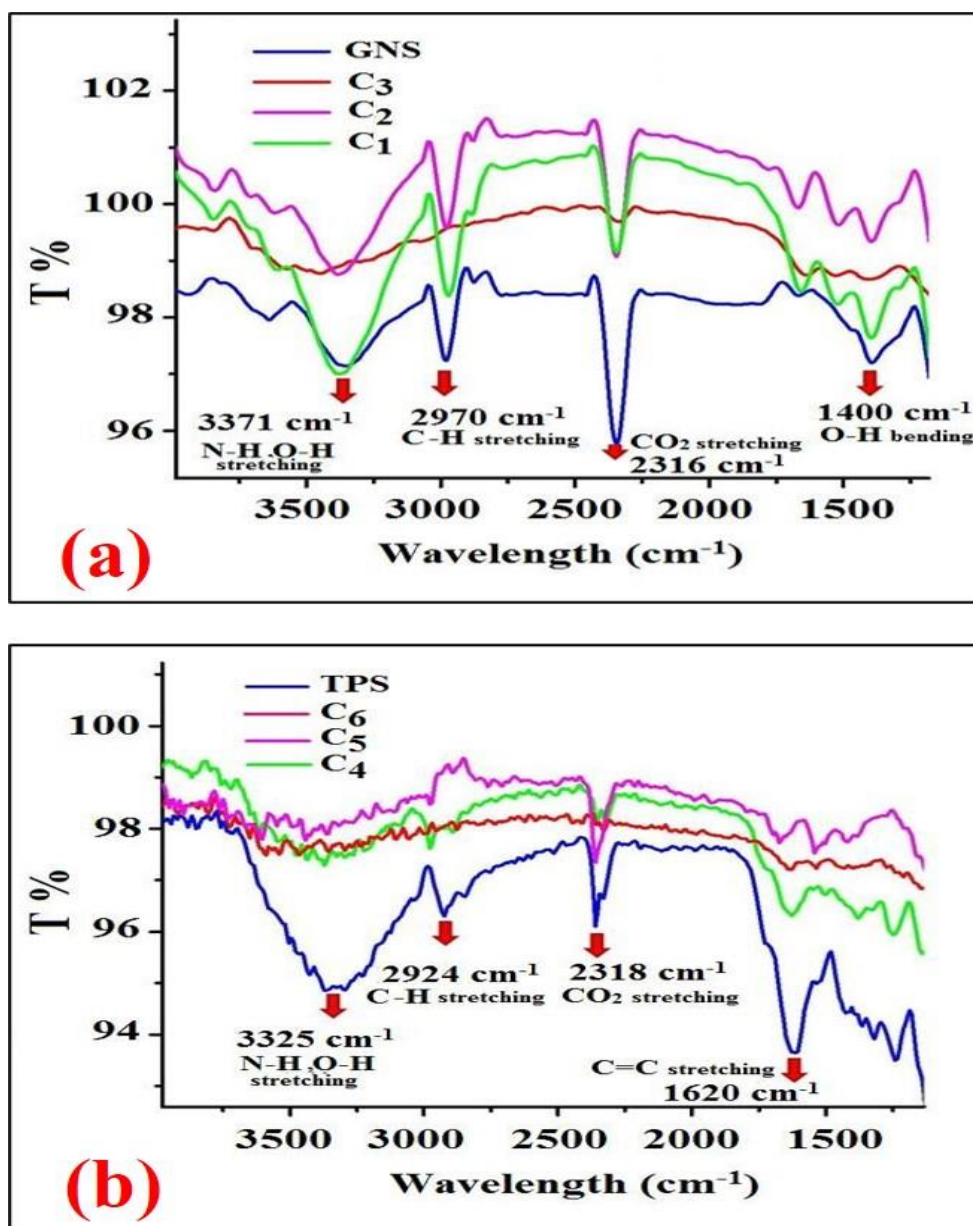 GNS
C3
C2
C1
102
100
98
96
T %
3371 cm-1
N-H ,O-H
stretching
2970 cm-1
C-H stretching
CO2 stretching
2316 cm-1
1400 cm-1
O-H bending
3500 3000 2500 2000 1500
Wavelength (cm-1)
(a)
TPS
C6
C5
C4
100
98
96
94
T %
2924 cm-1
C-H stretching
2318 cm-1
CO2 stretching
3325 cm-1
N-H ,O-H
stretching
C=C stretching
1620 cm-1
3500 3000 2500 2000 1500
Wavelength (cm-1)
(b)